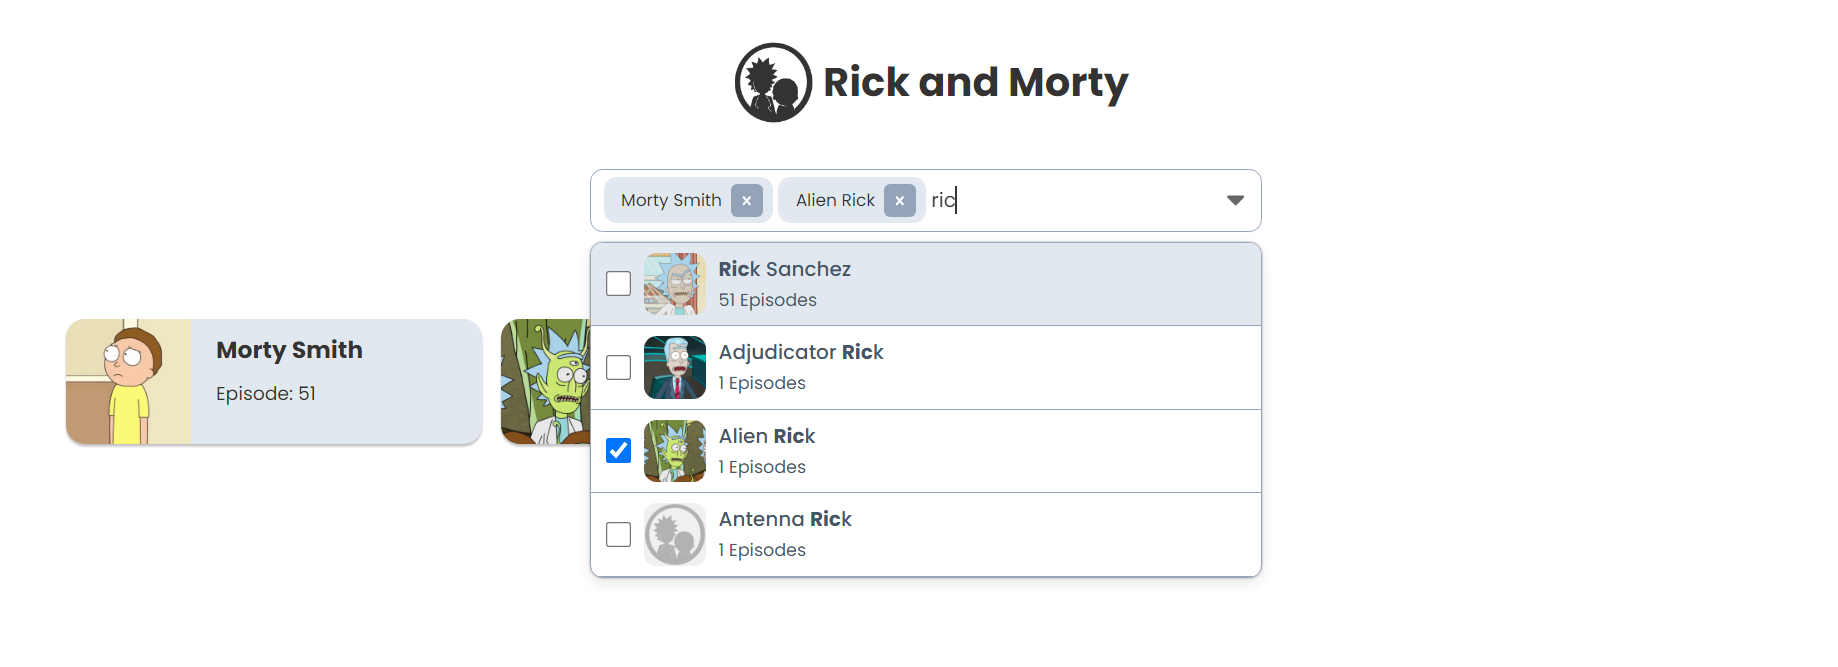 Rick and Morty
Morty Smith × Alien Rick × ric
Rick Sanchez
51 Episodes
Adjudicator Rick
1 Episodes
Alien Rick
1 Episodes
Antenna Rick
1 Episodes
Morty Smith
Episode: 51